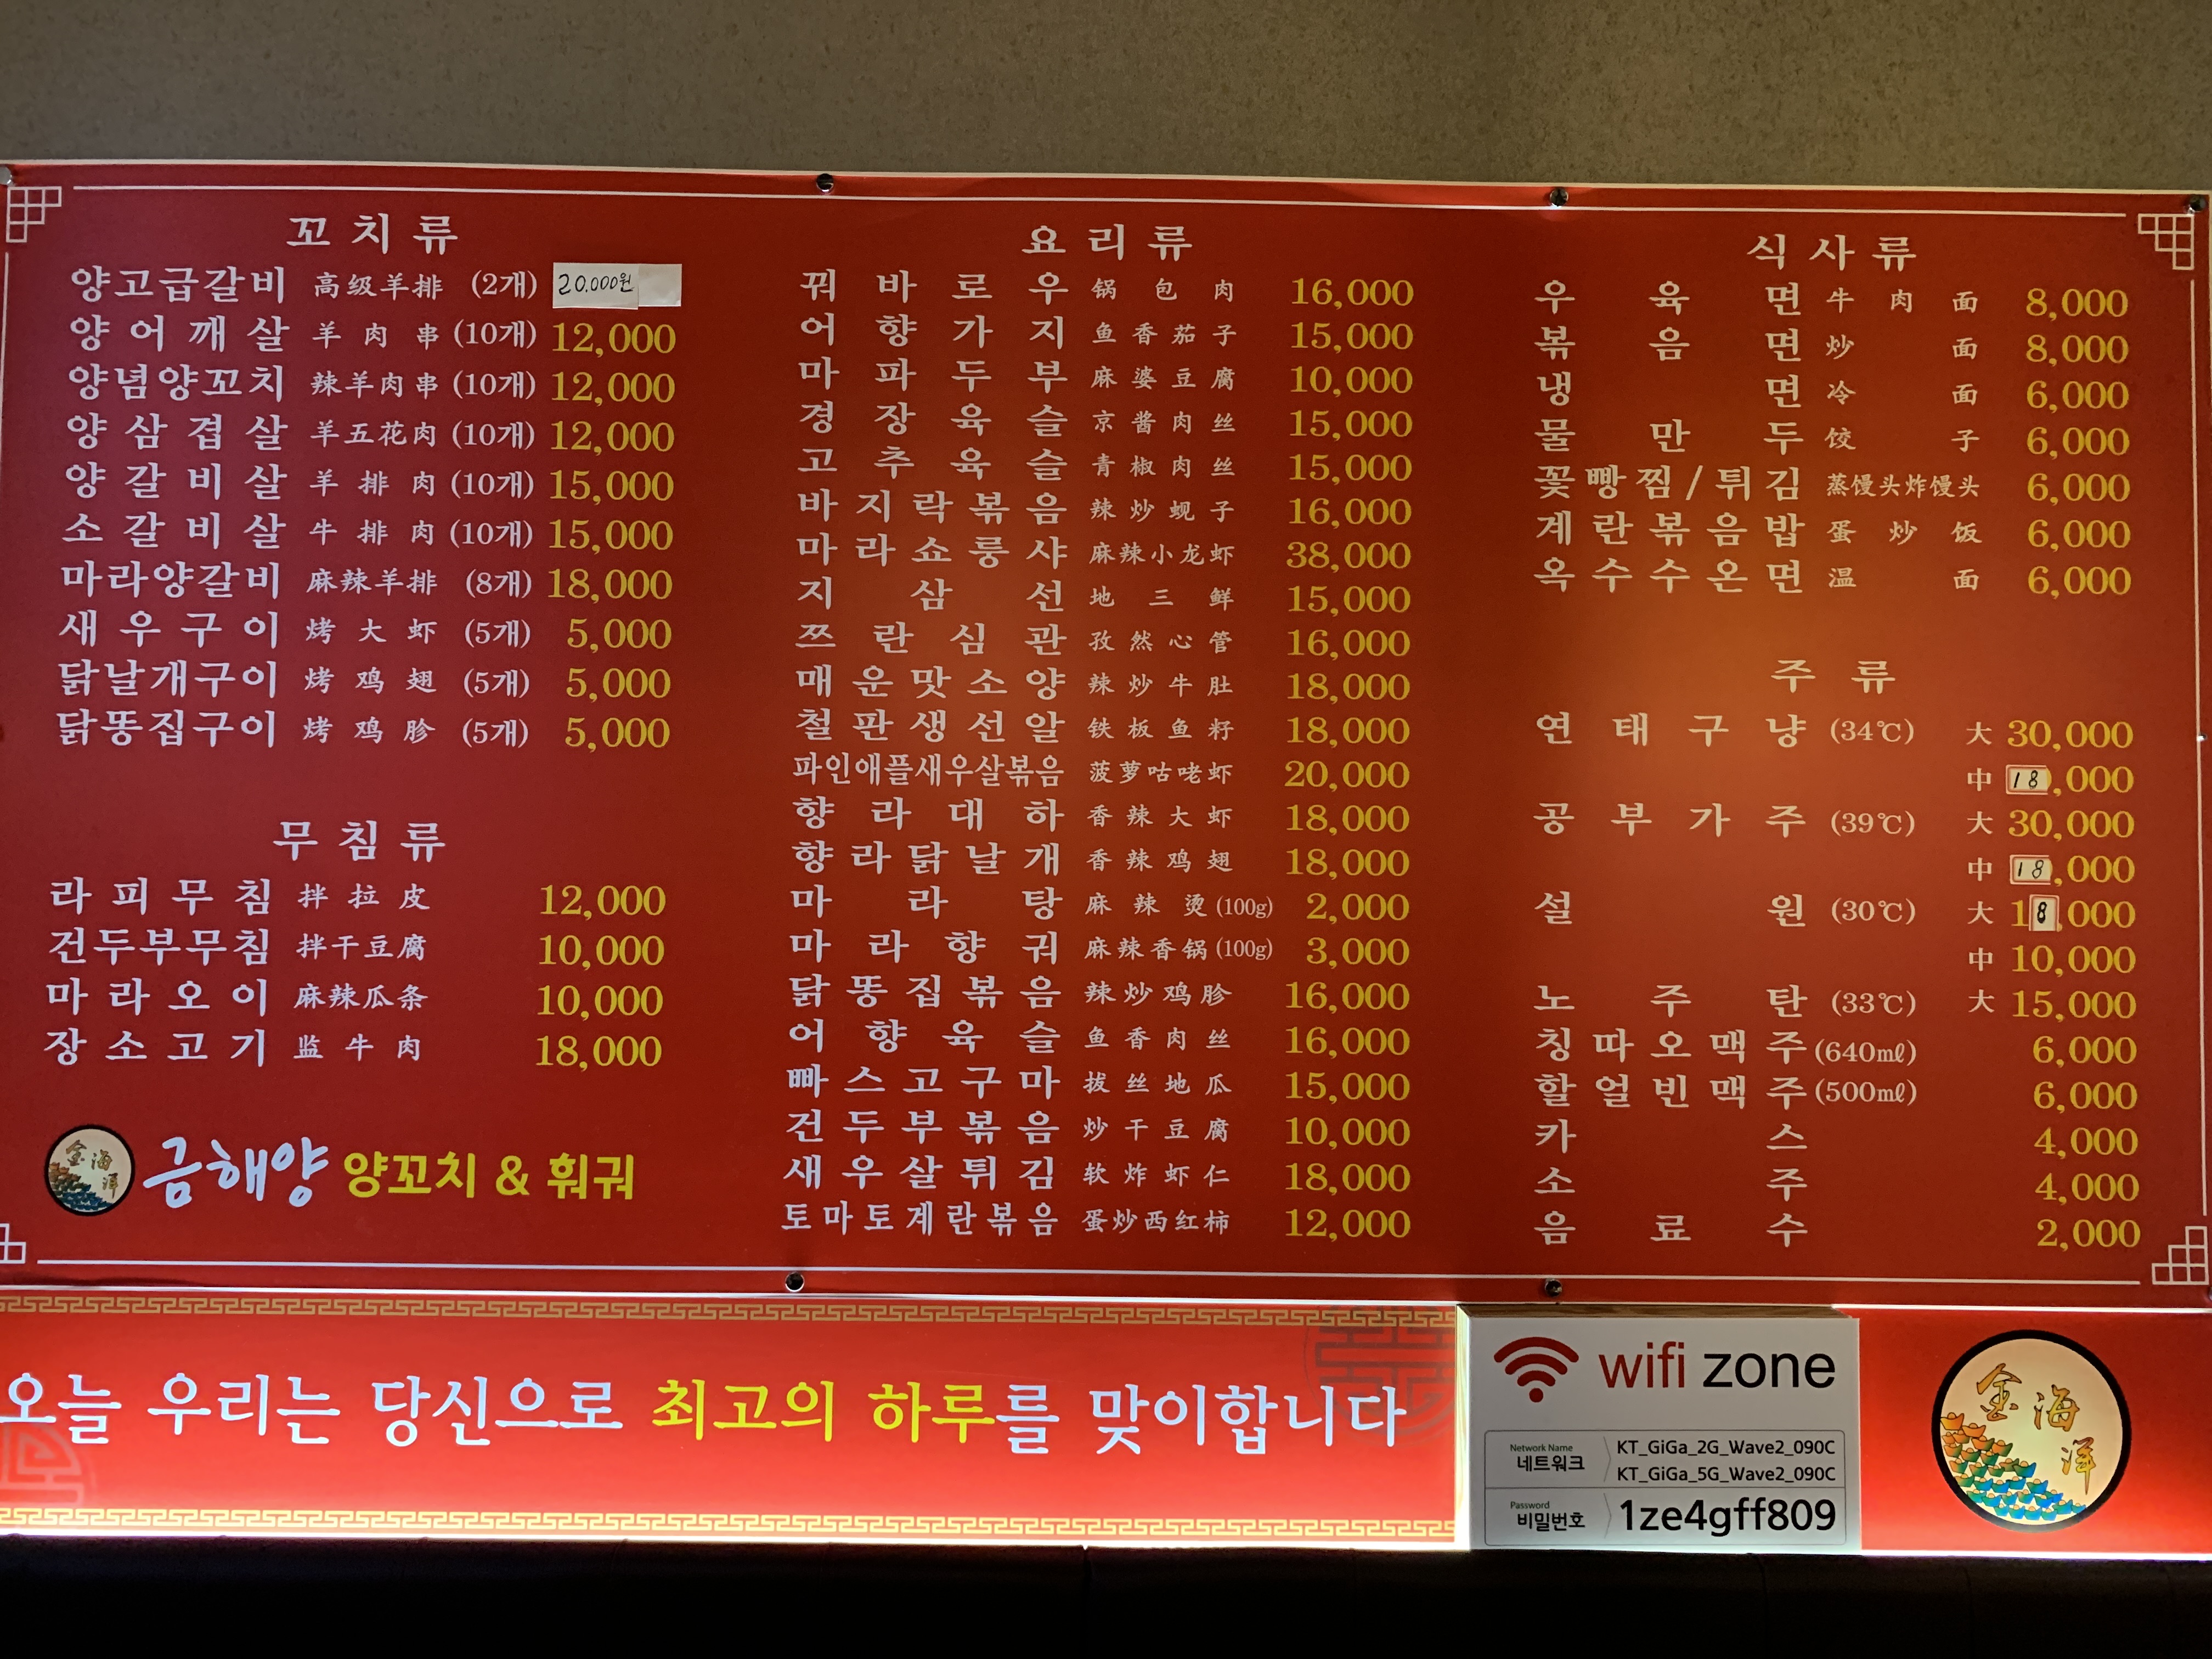 꼬치류
양고급갈비 高级羊排 (2개) 20.000원
양어깨살 羊肉串 (10개) 12,000
양념양꼬치 辣羊肉串 (10개) 12,000
양삼겹살 羊五花肉 (10개) 12,000
양갈비살 羊排肉 (10개) 15,000
소갈비살 牛排肉 (10개) 15,000
마라양갈비 麻辣羊排 (8개) 18,000
새우구이 烤大虾 (5개) 5,000
닭날개구이 烤鸡翅 (5개) 5,000
닭똥집구이 烤鸡胗 (5개) 5,000
무침류
라피무침 拌拉皮 12,000
건두부무침 拌干豆腐 10,000
마라오이 麻辣瓜条 10,000
장소고기 监牛肉 18,000
金海洋 금해양 양꼬치 & 훠궈
요리류
꿔바로우 锅包肉 16,000
어향가지 鱼香茄子 15,000
마파두부 麻婆豆腐 10,000
경장육슬 京酱肉丝 15,000
고추육슬 青椒肉丝 15,000
바지락볶음 辣炒蚬子 16,000
마라쇼룽샤 麻辣小龙虾 38,000
지삼선 地三鲜 15,000
쯔란심관 孜然心管 16,000
매운맛소양 辣炒牛肚 18,000
철판생선알 铁板鱼籽 18,000
파인애플새우살볶음 菠萝咕咾虾 20,000
향라대하 香辣大虾 18,000
향라닭날개 香辣鸡翅 18,000
마라탕 麻辣烫 (100g) 2,000
마라향궈 麻辣香锅 (100g) 3,000
닭똥집볶음 辣炒鸡胗 16,000
어향육슬 鱼香肉丝 16,000
빠스고구마 拔丝地瓜 15,000
건두부볶음 炒干豆腐 10,000
새우살튀김 软炸虾仁 18,000
토마토계란볶음 蛋炒西红柿 12,000
식사류
우육면 牛肉面 8,000
볶음면 炒面 8,000
냉면 冷面 6,000
물만두 饺子 6,000
꽃빵찜/튀김 蒸馒头炸馒头 6,000
계란볶음밥 蛋炒饭 6,000
옥수수온면 温面 6,000
주류
연태구냥 (34℃) 大 30,000
中 18,000
공부가주 (39℃) 大 30,000
中 18,000
설원 (30℃) 大 18,000
中 10,000
노주탄 (33℃) 大 15,000
칭따오맥주 (640㎖) 6,000
할얼빈맥주 (500㎖) 6,000
카스 4,000
소주 4,000
음료수 2,000
오늘 우리는 당신으로 최고의 하루를 맞이합니다
wifi zone
Network Name
네트워크
KT_GiGa_2G_Wave2_090C
KT_GiGa_5G_Wave2_090C
Password
비밀번호
1ze4gff809
金海洋